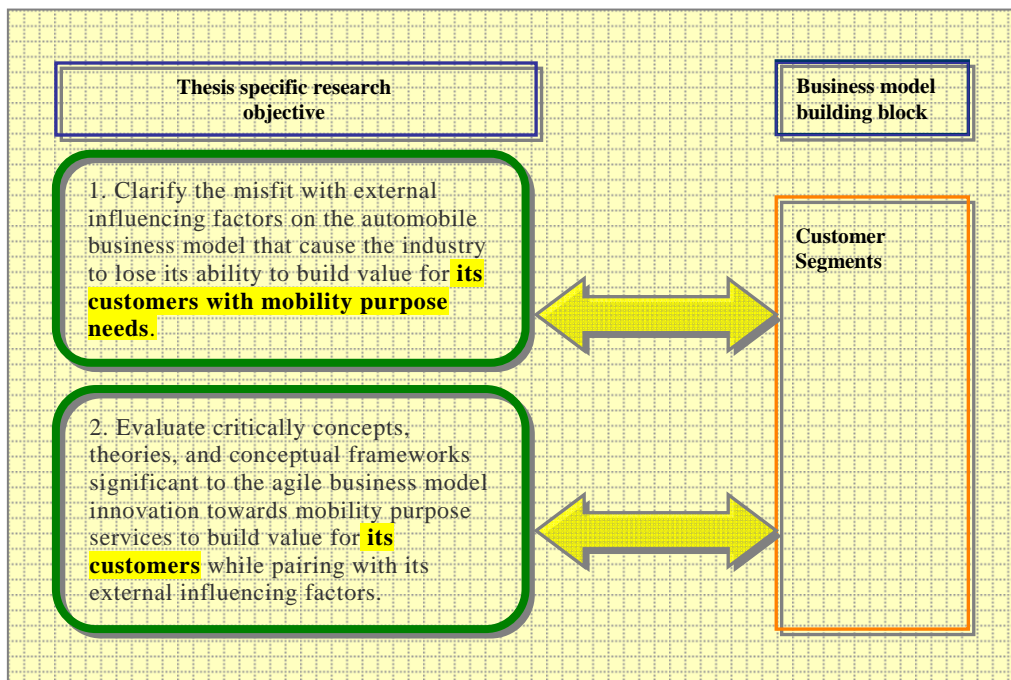 Thesis specific research
objective
Business model
building block
1. Clarify the misfit with external
influencing factors on the automobile
business model that cause the industry
to lose its ability to build value for its
customers with mobility purpose
needs.
Customer
Segments
2. Evaluate critically concepts,
theories, and conceptual frameworks
significant to the agile business model
innovation towards mobility purpose
services to build value for its
customers while pairing with its
external influencing factors.